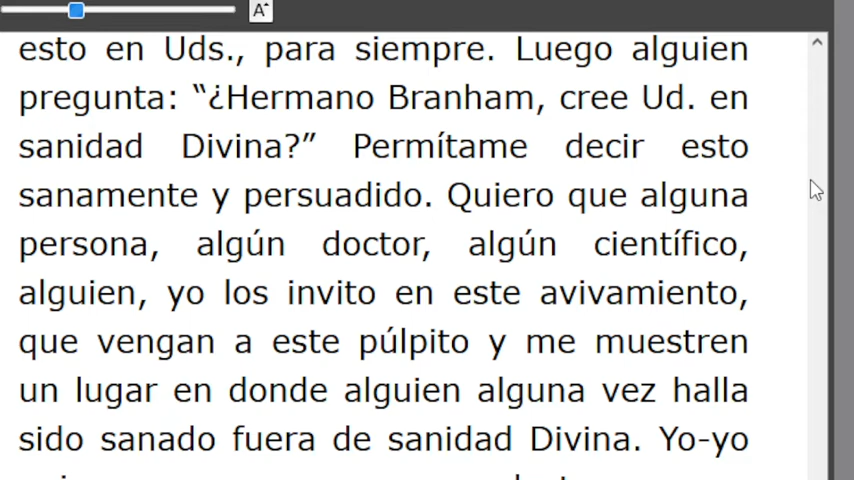 A
esto en Uds., para siempre. Luego alguien
pregunta: “¿Hermano Branham, cree Ud. en
sanidad Divina?” Permítame decir esto
sanamente y persuadido. Quiero que alguna
persona, algún doctor, algún científico,
alguien, yo los invito en este avivamiento,
que vengan a este púlpito y me muestren
un lugar en donde alguien alguna vez halla
sido sanado fuera de sanidad Divina. Yo-yo